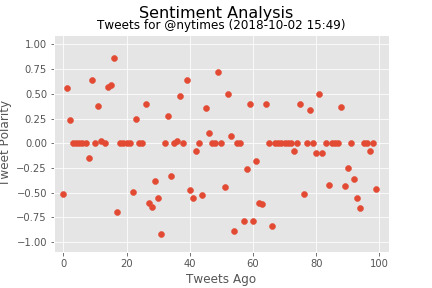 Sentiment Analysis
Tweets for @nytimes (2018-10-02 15:49)
1.00
0.75
0.50
0.25
0.00
−0.25
−0.50
−0.75
−1.00
Tweet Polarity
0 20 40 60 80 100
Tweets Ago